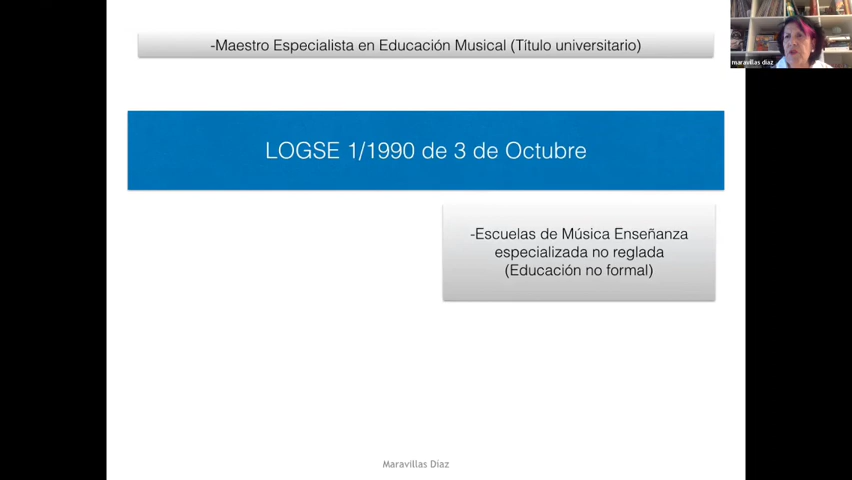 -Maestro Especialista en Educación Musical (Título universitario)
maravillas diaz
LOGSE 1/1990 de 3 de Octubre
-Escuelas de Música Enseñanza
especializada no reglada
(Educación no formal)
Maravillas Diaz